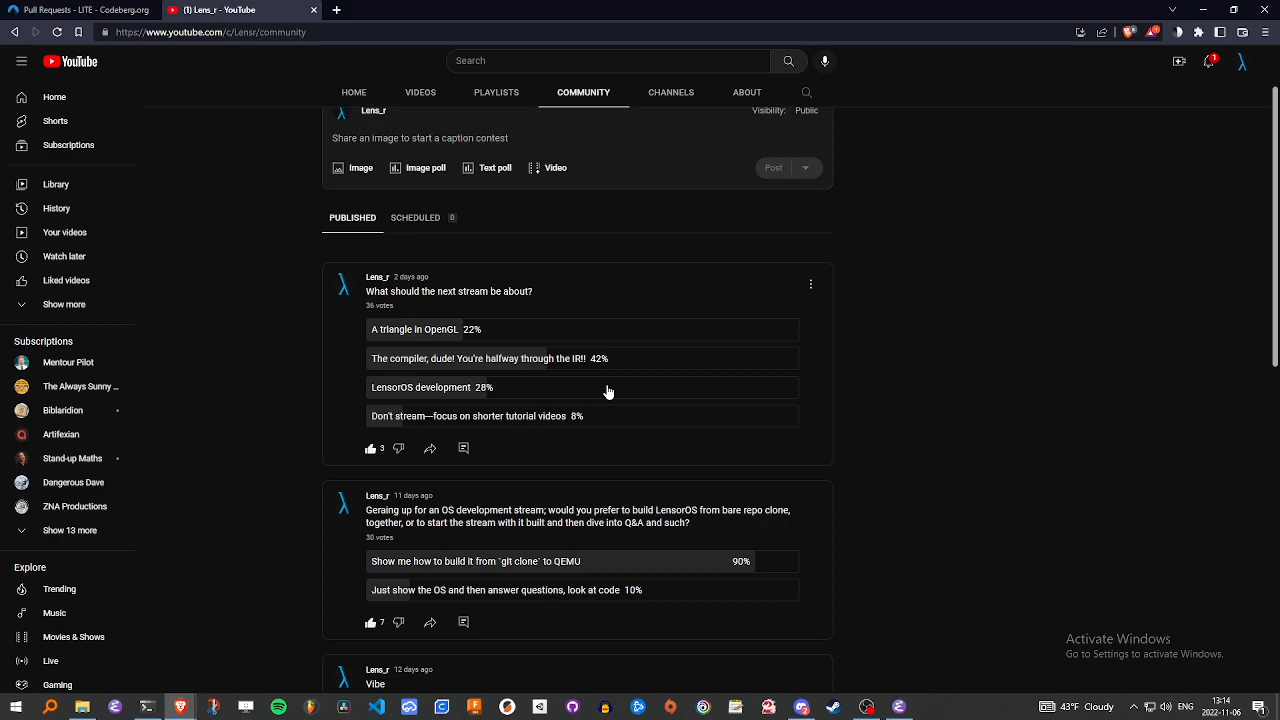 Pull Requests - LITE - Codeberg.org
(1) Lens_r - YouTube
https://www.youtube.com/c/Lensr/community
YouTube
Search
1
HOME
VIDEOS
PLAYLISTS
COMMUNITY
CHANNELS
ABOUT
Home
Shorts
Subscriptions
Library
History
Your videos
Watch later
Liked videos
Show more
Subscriptions
Mentour Pilot
The Always Sunny ...
Biblaridion
Artifexian
Stand-up Maths
Dangerous Dave
ZNA Productions
Show 13 more
Explore
Trending
Music
Movies & Shows
Live
Gaming
Lens_r
Visibility: Public
Share an image to start a caption contest
Image
Image poll
Text poll
Video
Post
PUBLISHED
SCHEDULED 0
Lens_r 2 days ago
What should the next stream be about?
36 votes
A triangle in OpenGL 22%
The compiler, dude! You're halfway through the IR!! 42%
LensorOS development 28%
Don't stream—focus on shorter tutorial videos 8%
3
Lens_r 11 days ago
Geraing up for an OS development stream; would you prefer to build LensorOS from bare repo clone,
together, or to start the stream with it built and then dive into Q&A and such?
30 votes
Show me how to build it from `git clone` to QEMU 90%
Just show the OS and then answer questions, look at code 10%
7
Lens_r 12 days ago
Vibe
Activate Windows
Go to Settings to activate Windows.
43°F Cloudy
12:14
2022-11-06